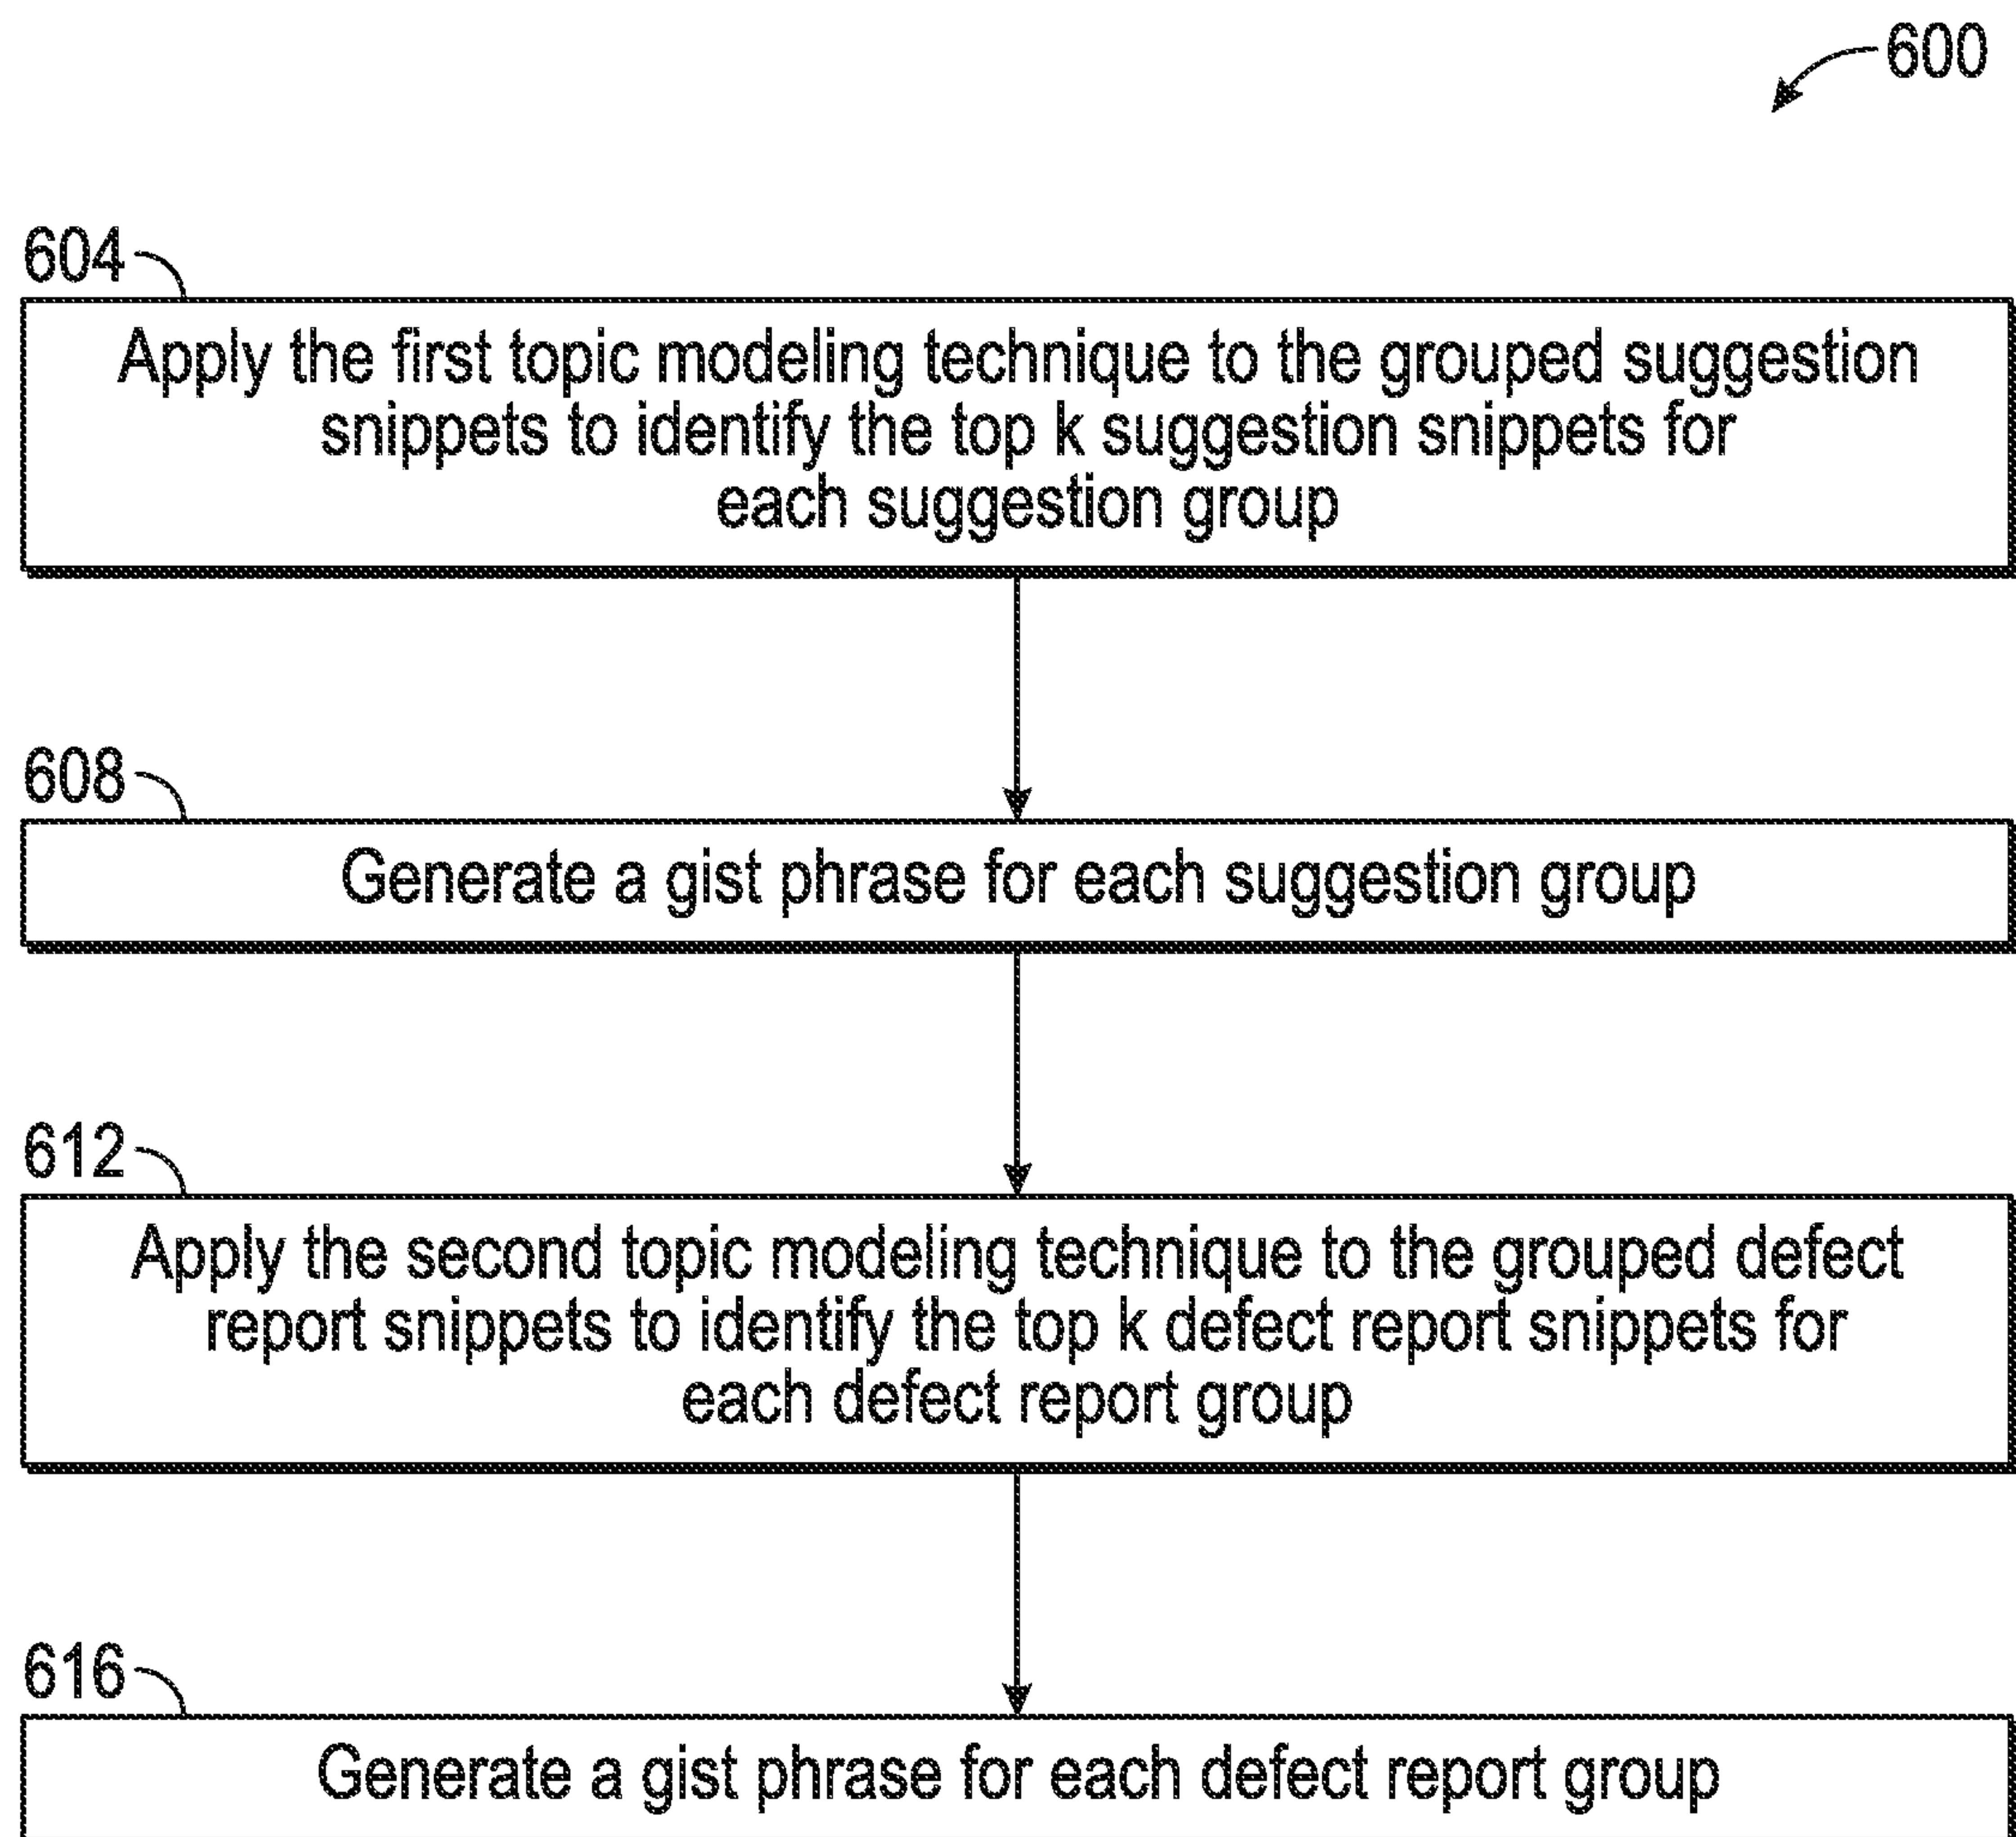 600
604
Apply the first topic modeling technique to the grouped suggestion
snippets to identify the top k suggestion snippets for
each suggestion group
608
Generate a gist phrase for each suggestion group
612
Apply the second topic modeling technique to the grouped defect
report snippets to identify the top k defect report snippets for
each defect report group
616
Generate a gist phrase for each defect report group